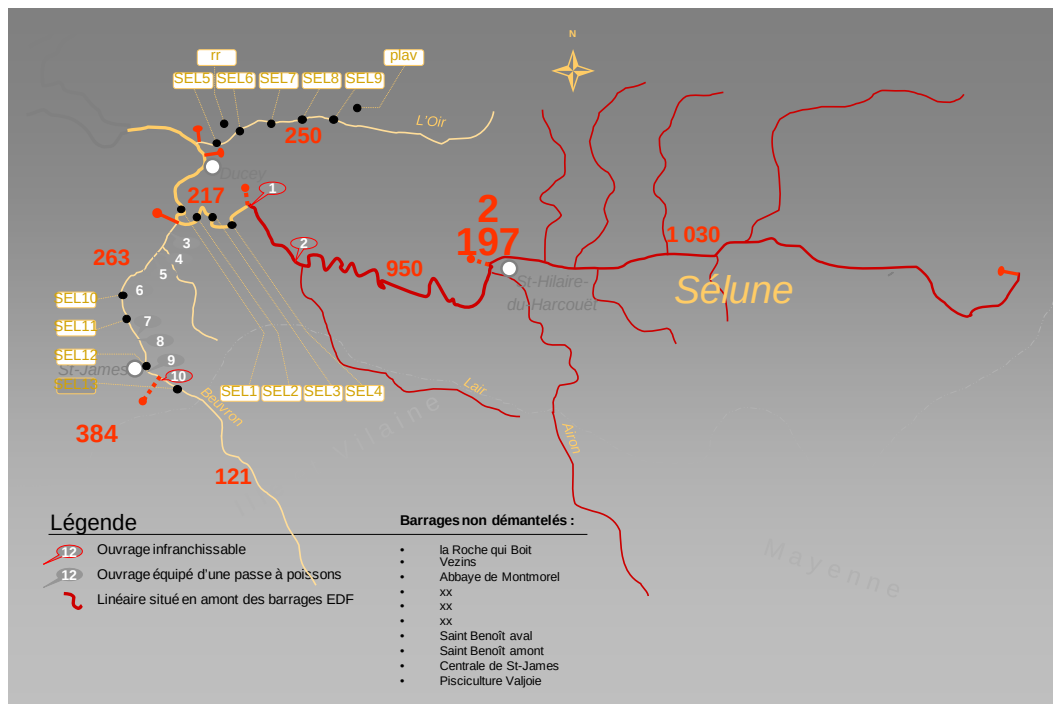 N
rr
plav
SEL5 SEL6 SEL7 SEL8 SEL9
L'Oir
250
Ducey
217
1
2
2
197
1 030
3
263
4
950
5
Sélune
St-Hilaire-
du-Harcouët
6
SEL10
7
SEL11
8
SEL12
9
St-James
10
SEL13
SEL1 SEL2 SEL3 SEL4
Lair
Beuvron
Vilaine
Airon
384
121
Mayenne
Légende
12 Ouvrage infranchissable
12 Ouvrage équipé d'une passe à poissons
Linéaire situé en amont des barrages EDF
Barrages non démantelés :
• la Roche qui Boit
• Vezins
• Abbaye de Montmorel
• xx
• xx
• xx
• Saint Benoît aval
• Saint Benoît amont
• Centrale de St-James
• Pisciculture Valjoie